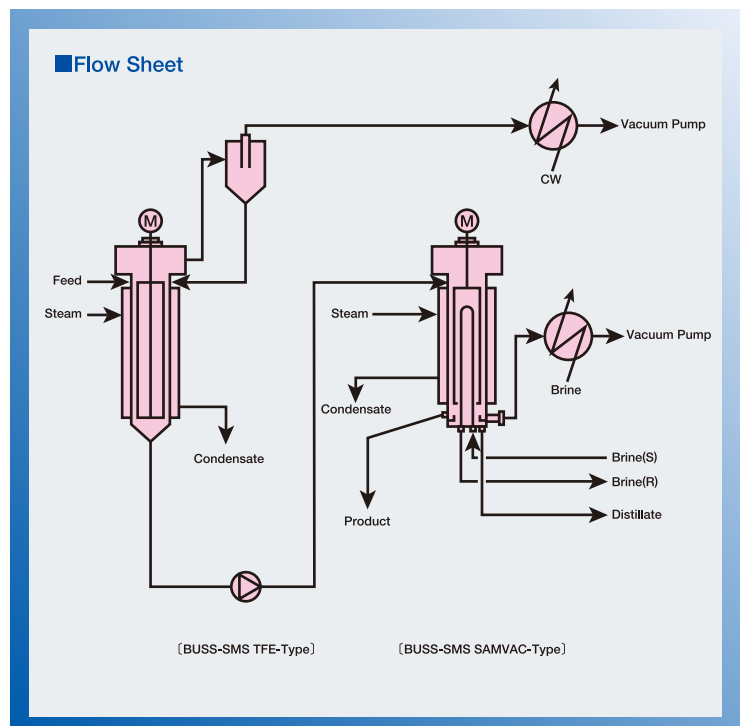 ■Flow Sheet
Vacuum Pump
CW
M
M
Feed
Steam
Steam
Vacuum Pump
Brine
Condensate
Condensate
Product
Brine(S)
Brine(R)
Distillate
〔BUSS-SMS TFE-Type〕
〔BUSS-SMS SAMVAC-Type〕